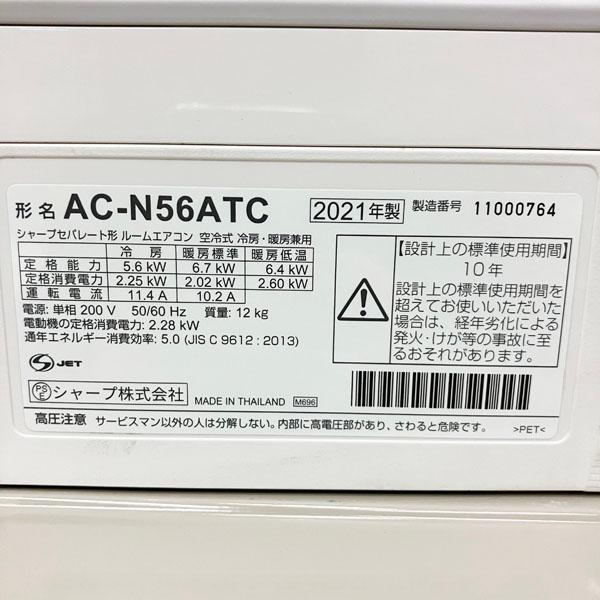 形名 AC-N56ATC 2021年製 製造番号 11000764
シャープセパレート形 ルームエアコン 空冷式 冷房・暖房兼用
冷房 暖房標準 暖房低温
定格能力 5.6 kW 6.7 kW 6.4 kW
定格消費電力 2.25 kW 2.02 kW 2.60 kW
運転電流 11.4 A 10.2 A
電源: 単相 200 V 50/60 Hz 質量: 12 kg
電動機の定格消費電力: 2.28 kW
通年エネルギー消費効率: 5.0 (JIS C 9612 : 2013)
JET
PS E シャープ株式会社 MADE IN THAILAND M696
【設計上の標準使用期間】
10 年
設計上の標準使用期間を
超えてお使いいただいた
場合は、経年劣化による
発火・けが等の事故に至
るおそれがあります。
高圧注意 サービスマン以外の人は分解しない。内部に高電圧部があり、さわると危険です。 >PET<